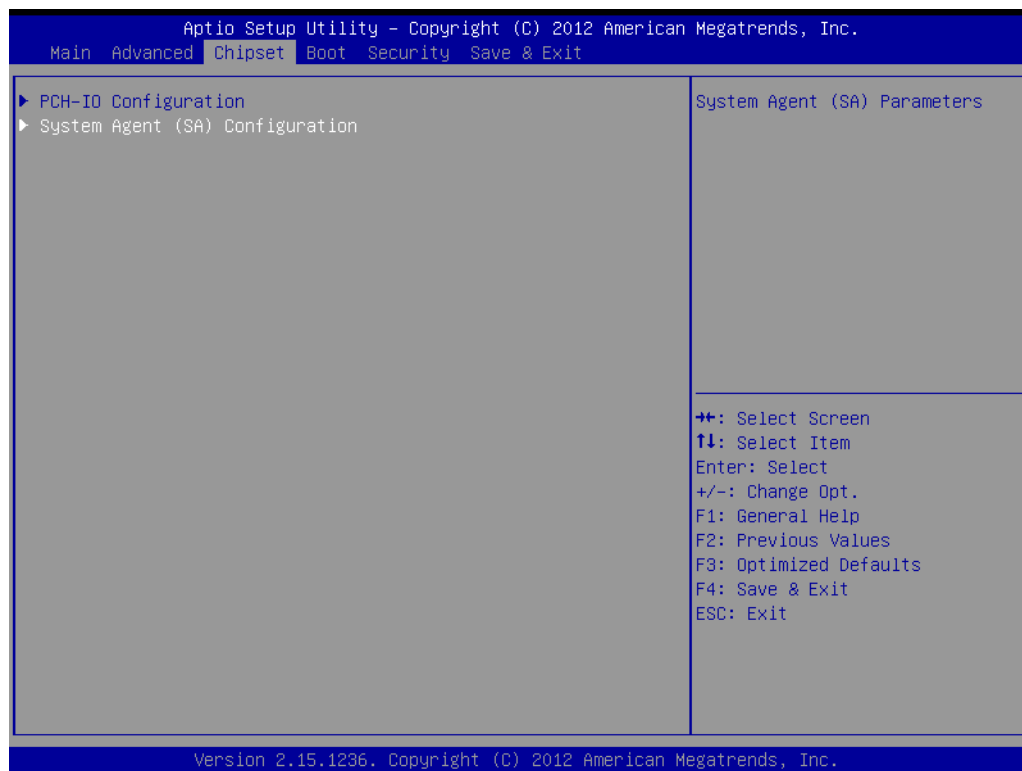 Aptio Setup Utility – Copyright (C) 2012 American Megatrends, Inc.
Main Advanced Chipset Boot Security Save & Exit
▶ PCH-IO Configuration
▶ System Agent (SA) Configuration
System Agent (SA) Parameters
→←: Select Screen
↑↓: Select Item
Enter: Select
+/-: Change Opt.
F1: General Help
F2: Previous Values
F3: Optimized Defaults
F4: Save & Exit
ESC: Exit
Version 2.15.1236. Copyright (C) 2012 American Megatrends, Inc.